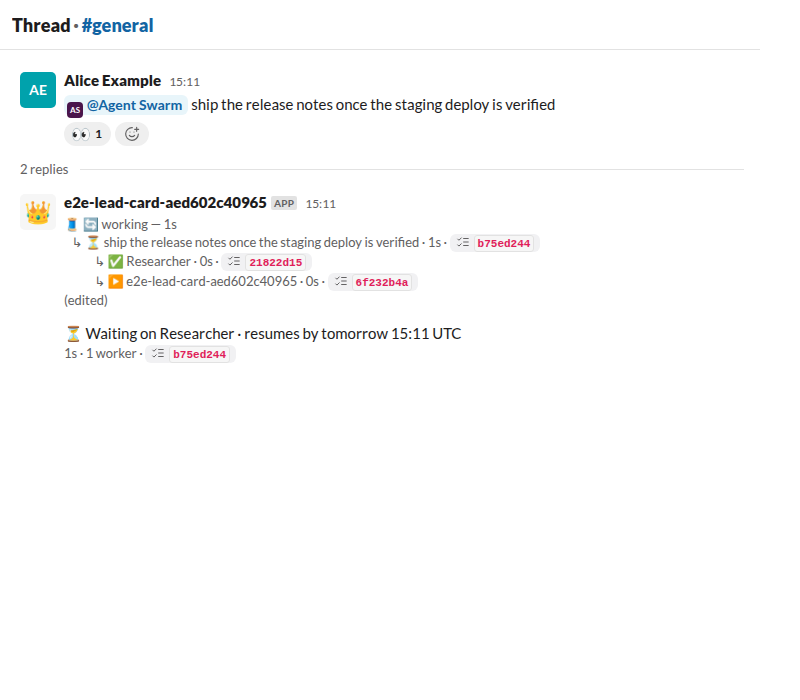 Thread · #general
AE
Alice Example 15:11
AS @Agent Swarm ship the release notes once the staging deploy is verified
👀 1
2 replies
e2e-lead-card-aed602c40965 APP 15:11
🧵 🔄 working — 1s
↳ ⏳ ship the release notes once the staging deploy is verified · 1s · b75ed244
↳ ✅ Researcher · 0s · 21822d15
↳ ▶️ e2e-lead-card-aed602c40965 · 0s · 6f232b4a
(edited)
⏳ Waiting on Researcher · resumes by tomorrow 15:11 UTC
1s · 1 worker · b75ed244